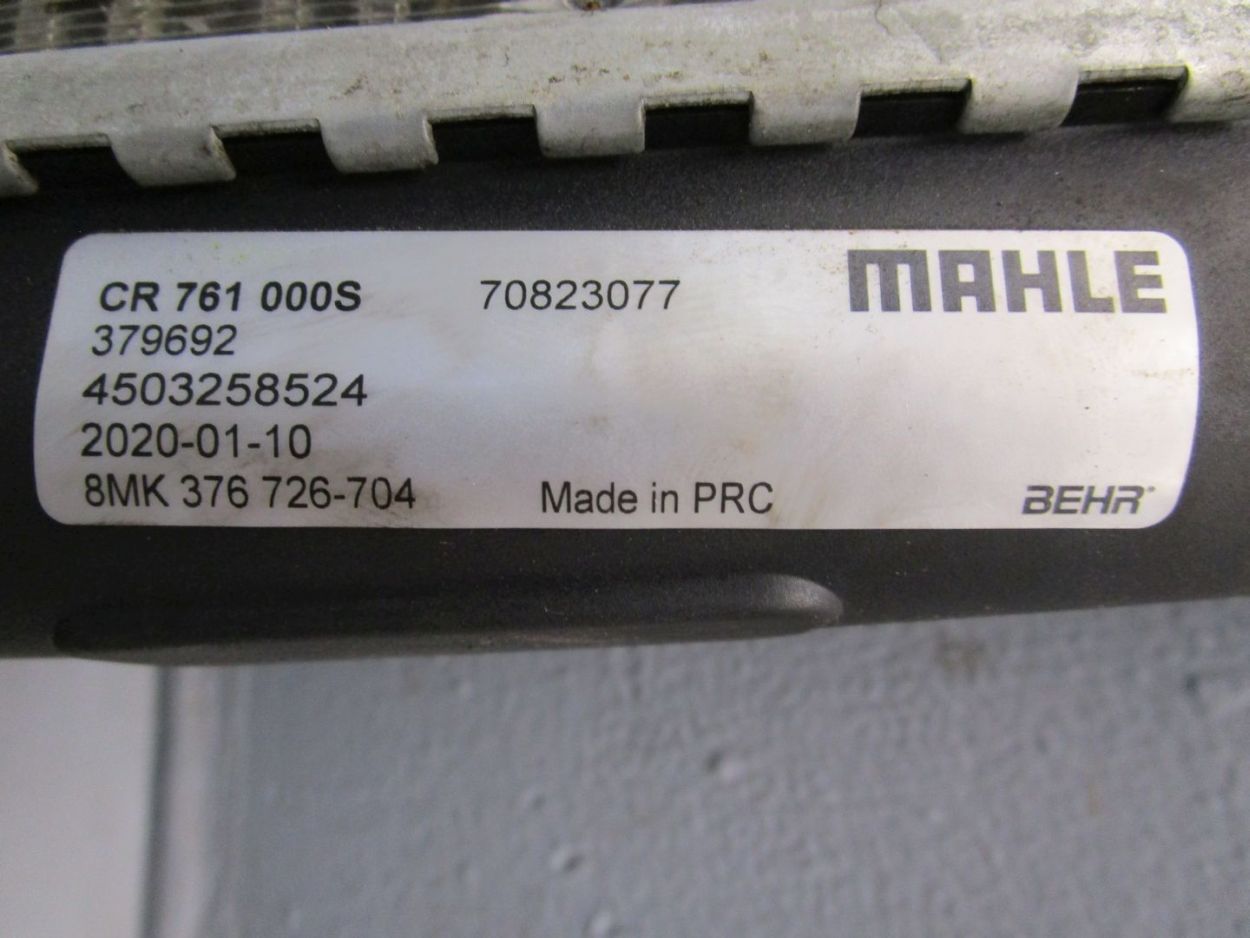 CR 761 000S 70823077 MAHLE
379692
4503258524
2020-01-10
8MK 376 726-704 Made in PRC BEHR®